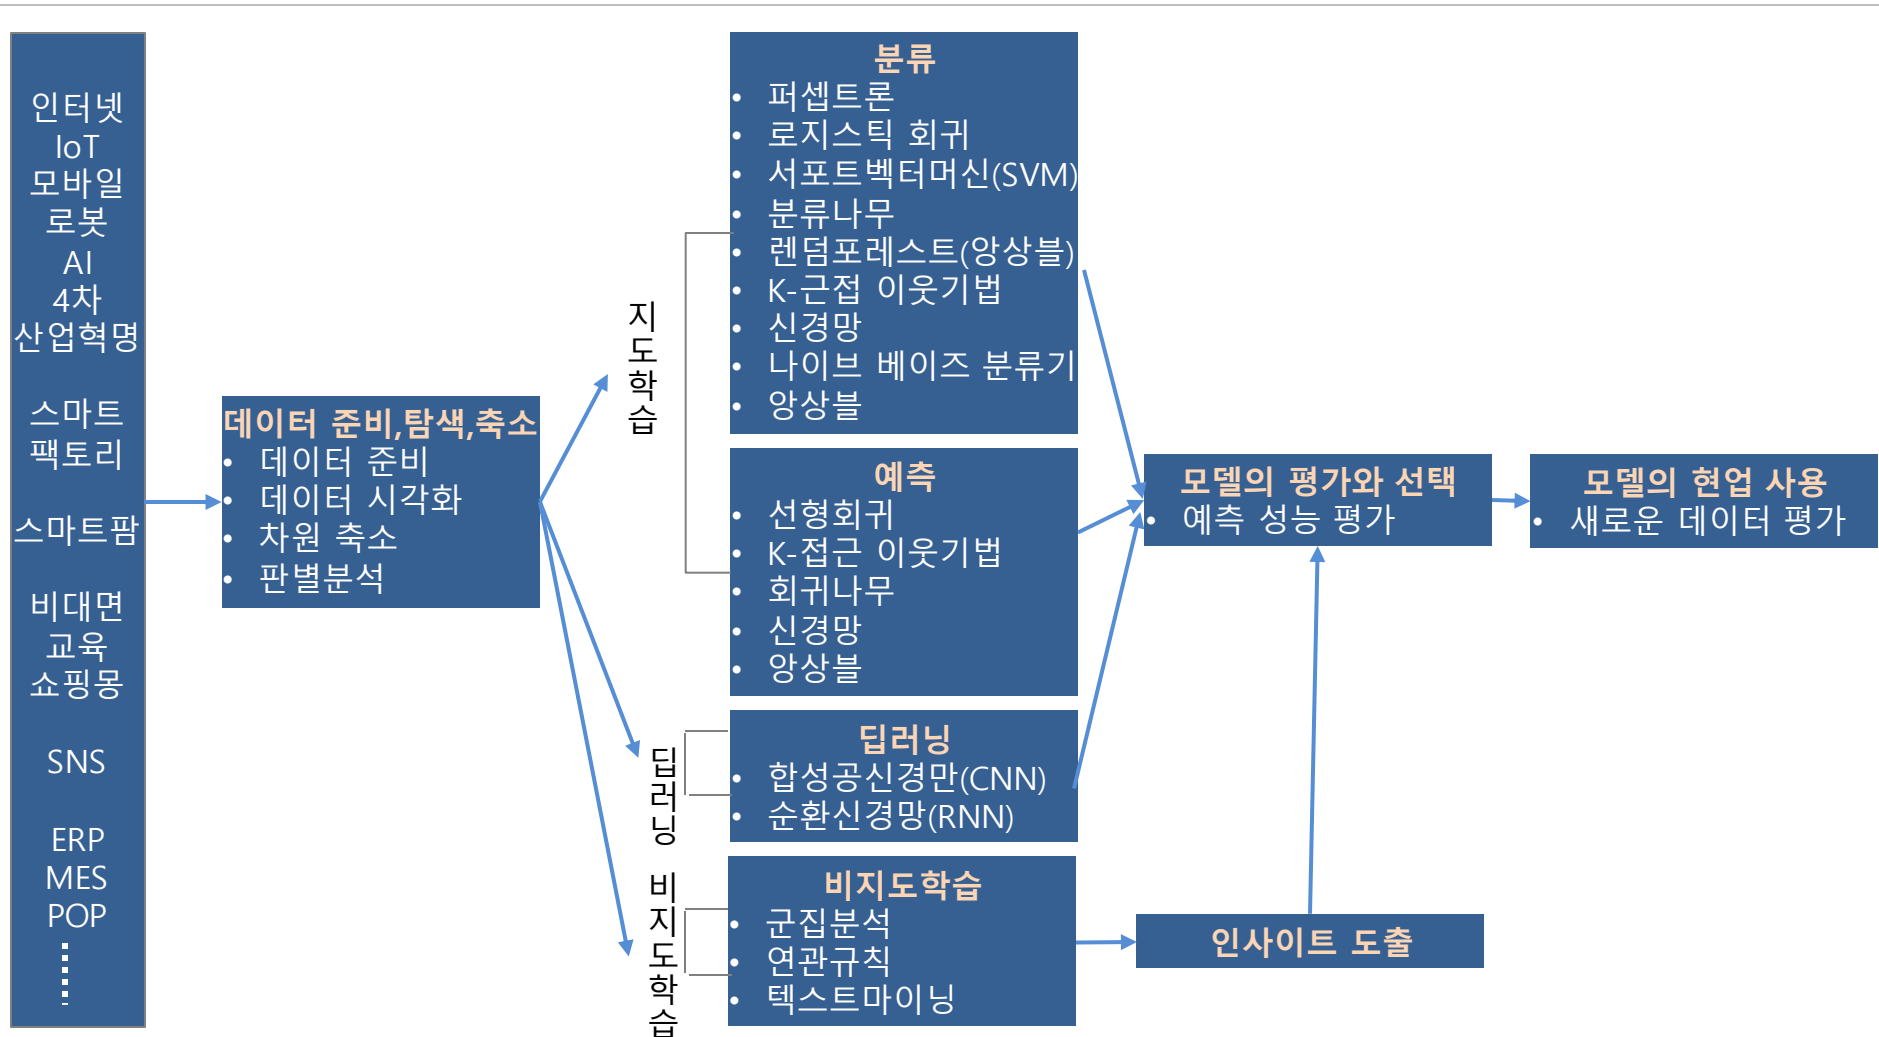 인터넷
IoT
모바일
로봇
AI
4차
산업혁명
스마트
팩토리
스마트팜
비대면
교육
쇼핑몽
SNS
ERP
MES
POP
데이터 준비,탐색,축소
• 데이터 준비
• 데이터 시각화
• 차원 축소
• 판별분석
지도학습
분류
• 퍼셉트론
• 로지스틱 회귀
• 서포트벡터머신(SVM)
• 분류나무
• 렌덤포레스트(앙상블)
• K-근접 이웃기법
• 신경망
• 나이브 베이즈 분류기
• 앙상블
예측
• 선형회귀
• K-접근 이웃기법
• 회귀나무
• 신경망
• 앙상블
딥러닝
딥러닝
• 합성공신경만(CNN)
• 순환신경망(RNN)
비지도학습
비지도학습
• 군집분석
• 연관규칙
• 텍스트마이닝
모델의 평가와 선택
• 예측 성능 평가
인사이트 도출
모델의 현업 사용
• 새로운 데이터 평가